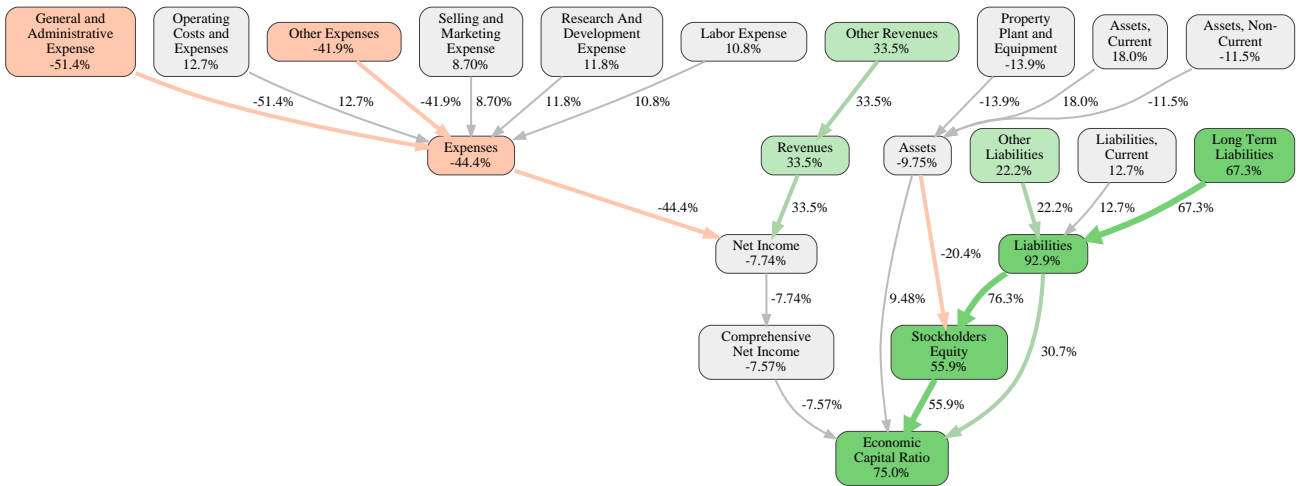 General and
Administrative
Expense
-51.4%
Operating
Costs and
Expenses
12.7%
Other Expenses
-41.9%
Selling and
Marketing
Expense
8.70%
Research And
Development
Expense
11.8%
Labor Expense
10.8%
Other Revenues
33.5%
Property
Plant and
Equipment
-13.9%
Assets,
Current
18.0%
Assets, Non-
Current
-11.5%
-51.4%
12.7%
-41.9%
8.70%
11.8%
10.8%
33.5%
-13.9%
18.0%
-11.5%
Expenses
-44.4%
Revenues
33.5%
Assets
-9.75%
Other
Liabilities
22.2%
Liabilities,
Current
12.7%
Long Term
Liabilities
67.3%
-44.4%
33.5%
22.2%
12.7%
67.3%
Net Income
-7.74%
-20.4%
Liabilities
92.9%
-7.74%
9.48%
76.3%
Comprehensive
Net Income
-7.57%
Stockholders
Equity
55.9%
30.7%
-7.57%
55.9%
Economic
Capital Ratio
75.0%